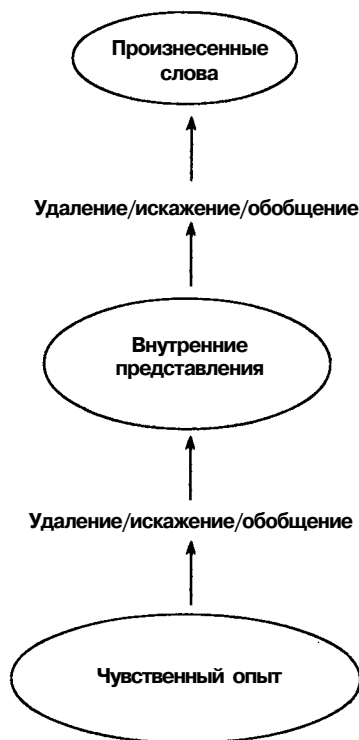 Произнесенные
слова
Удаление/искажение/обобщение
Внутренние
представления
Удаление/искажение/обобщение
Чувственный опыт